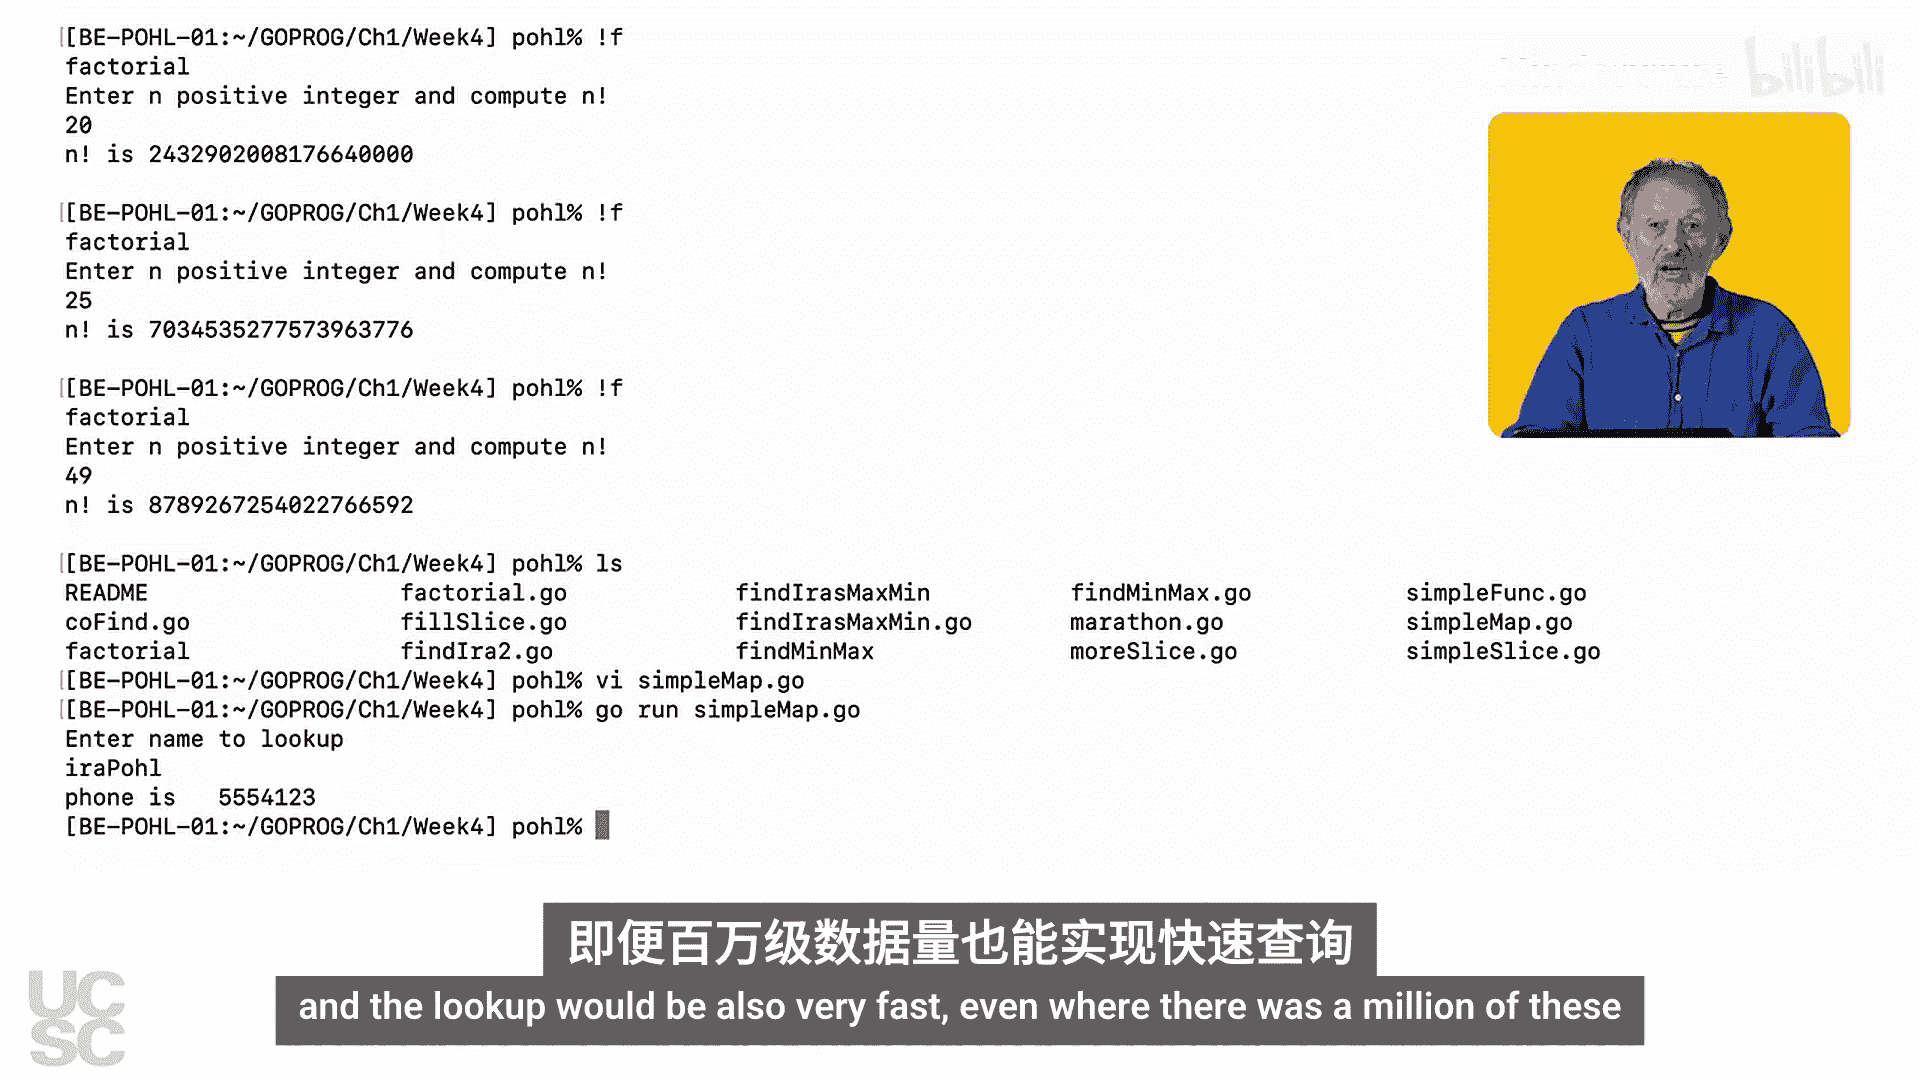 [BE-POHL-01:~/GOPROG/Ch1/Week4] pohl% !f
factorial
Enter n positive integer and compute n!
20
n! is 2432902008176640000
[BE-POHL-01:~/GOPROG/Ch1/Week4] pohl% !f
factorial
Enter n positive integer and compute n!
25
n! is 7034535277573963776
[BE-POHL-01:~/GOPROG/Ch1/Week4] pohl% !f
factorial
Enter n positive integer and compute n!
49
n! is 8789267254022766592
[BE-POHL-01:~/GOPROG/Ch1/Week4] pohl% ls
README factorial.go findIrasMaxMin findMinMax.go simpleFunc.go
coFind.go fillSlice.go findIrasMaxMin.go marathon.go simpleMap.go
factorial findIra2.go findMinMax moreSlice.go simpleSlice.go
[BE-POHL-01:~/GOPROG/Ch1/Week4] pohl% vi simpleMap.go
[BE-POHL-01:~/GOPROG/Ch1/Week4] pohl% go run simpleMap.go
Enter name to lookup
iraPohl
phone is 5554123
[BE-POHL-01:~/GOPROG/Ch1/Week4] pohl%
bilibili
即便百万级数据量也能实现快速查询
and the lookup would be also very fast, even where there was a million of these
UC
SC